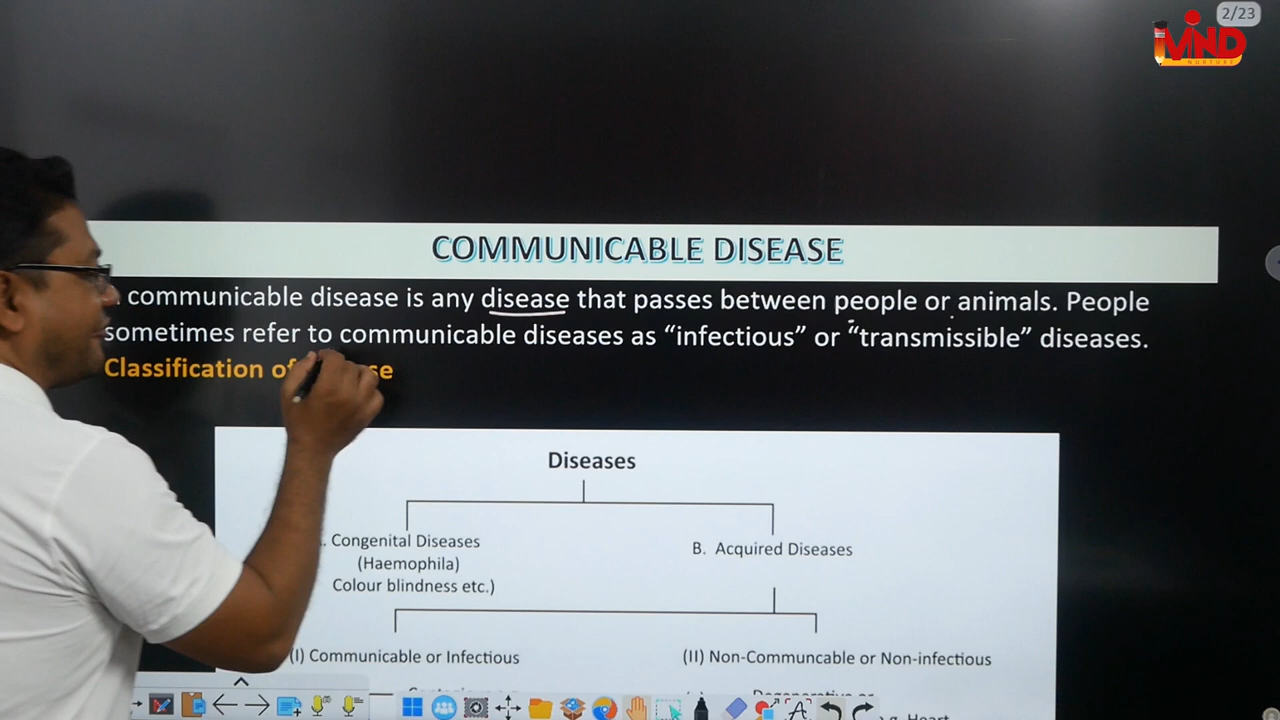 2/23
MIND
NURTURE
COMMUNICABLE DISEASE
communicable disease is any disease that passes between people or animals. People
sometimes refer to communicable diseases as “infectious” or “transmissible” diseases.
Classification of
Diseases
Congenital Diseases
B. Acquired Diseases
(Haemophila)
Colour blindness etc.)
(I) Communicable or Infectious
(II) Non-Communcable or Non-infectious